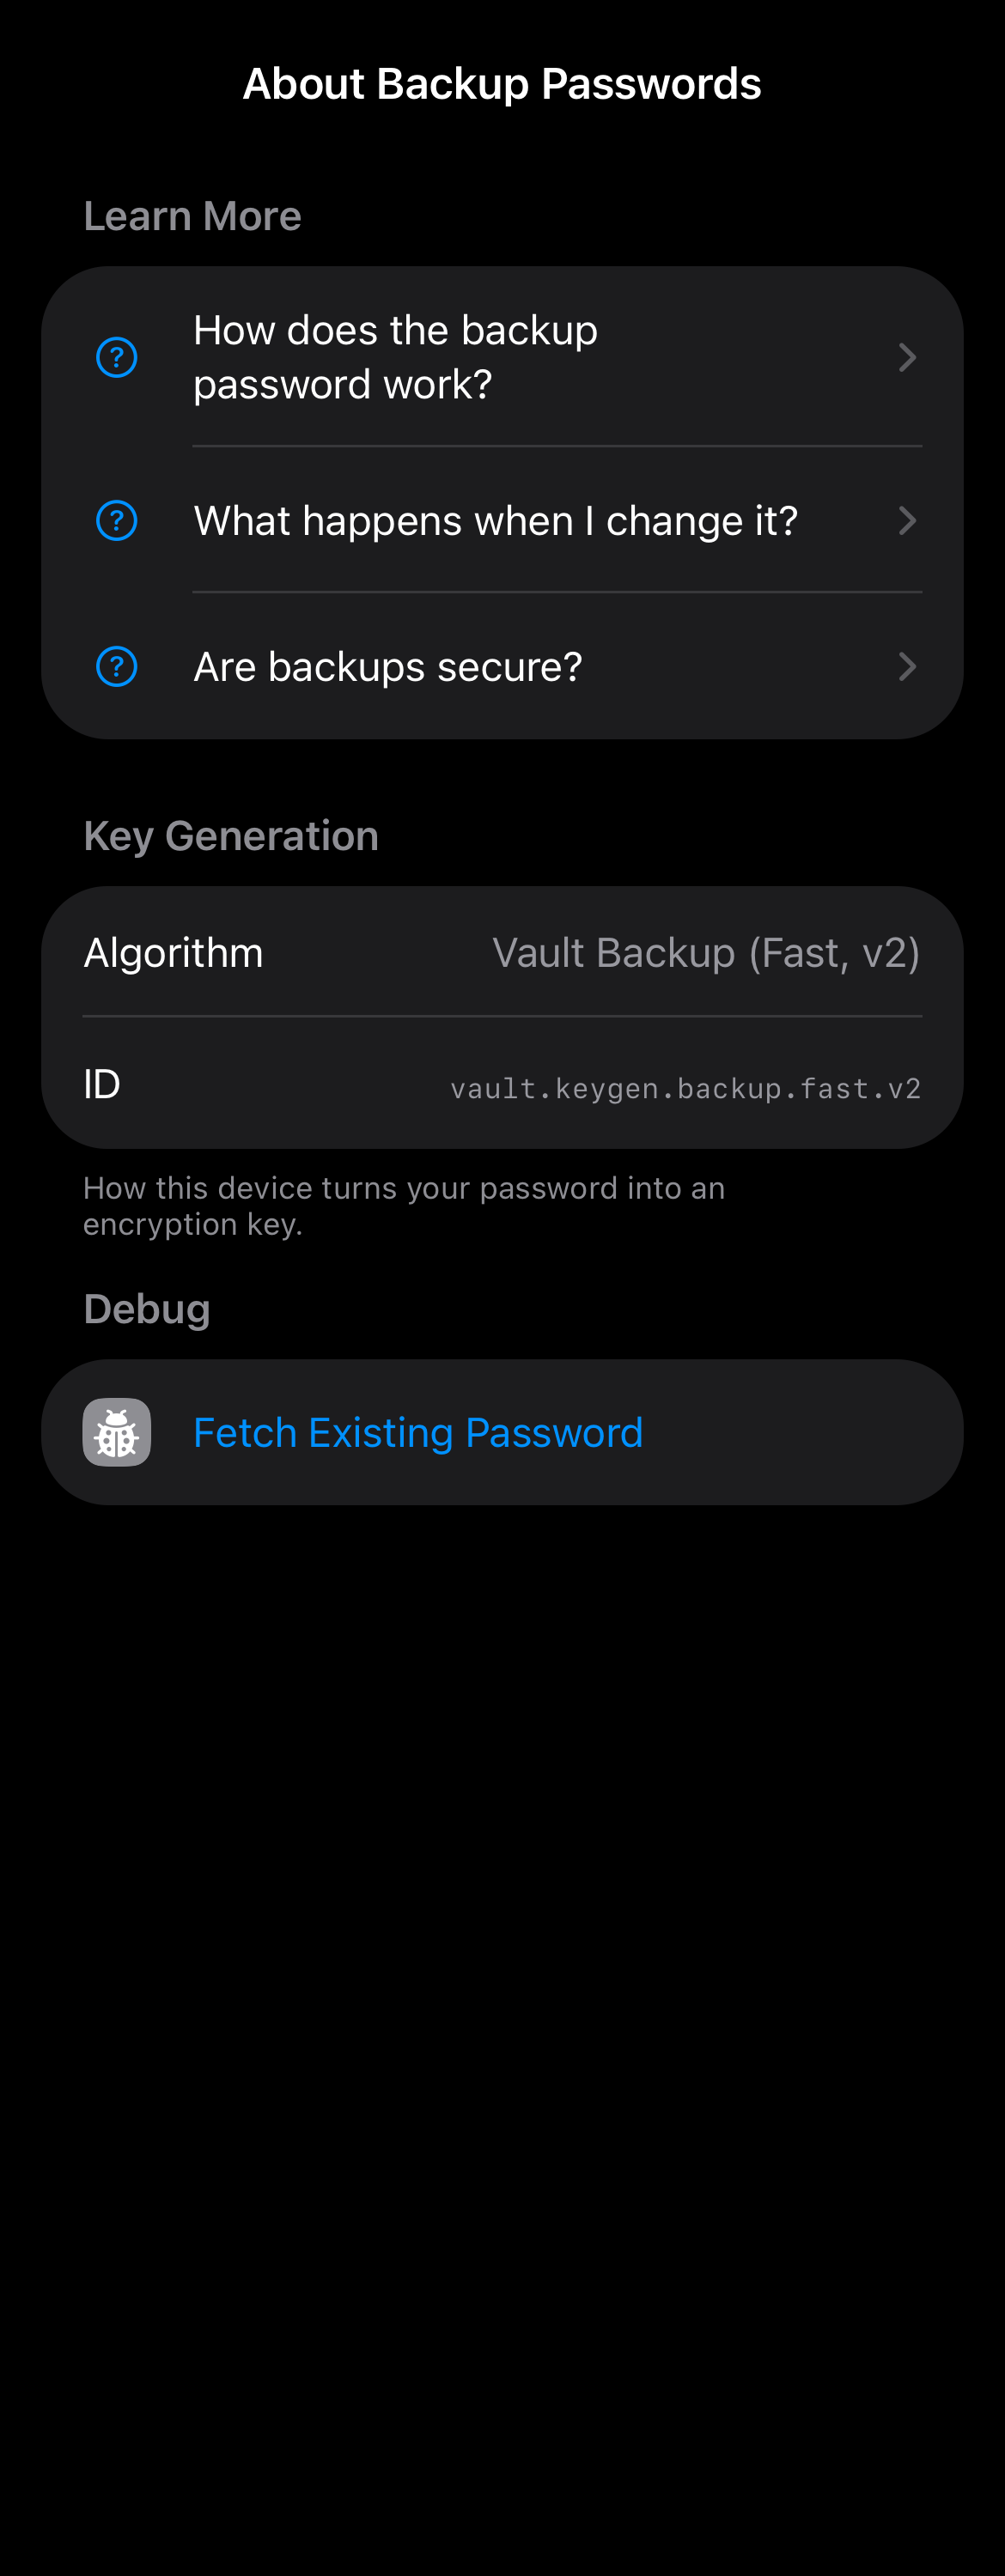 About Backup Passwords
Learn More
How does the backup
password work?
What happens when I change it?
Are backups secure?
Key Generation
Algorithm Vault Backup (Fast, v2)
ID vault.keygen.backup.fast.v2
How this device turns your password into an
encryption key.
Debug
Fetch Existing Password